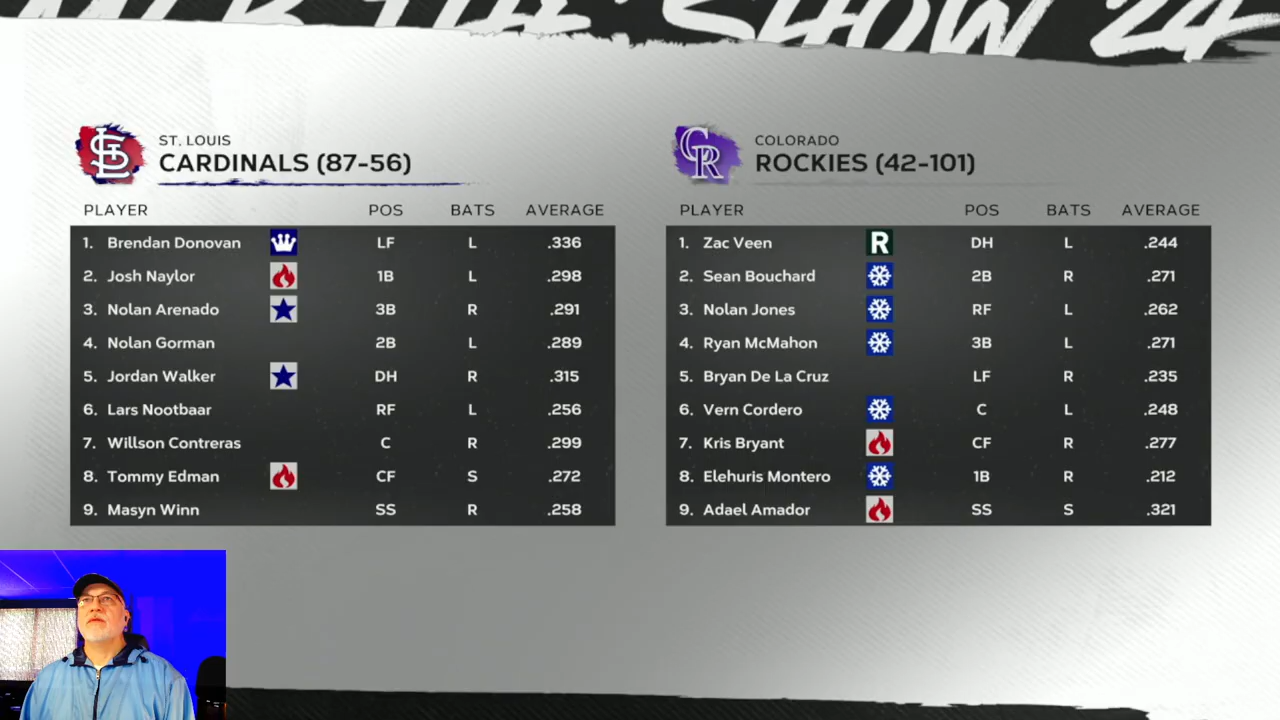 MLB THE SHOW 24
ST. LOUIS
CARDINALS (87-56)
PLAYER POS BATS AVERAGE
1. Brendan Donovan LF L .336
2. Josh Naylor 1B L .298
3. Nolan Arenado 3B R .291
4. Nolan Gorman 2B L .289
5. Jordan Walker DH R .315
6. Lars Nootbaar RF L .256
7. Willson Contreras C R .299
8. Tommy Edman CF S .272
9. Masyn Winn SS R .258
COLORADO
ROCKIES (42-101)
PLAYER POS BATS AVERAGE
1. Zac Veen R DH L .244
2. Sean Bouchard 2B R .271
3. Nolan Jones RF L .262
4. Ryan McMahon 3B L .271
5. Bryan De La Cruz LF R .235
6. Vern Cordero C L .248
7. Kris Bryant CF R .277
8. Elehuris Montero 1B R .212
9. Adael Amador SS S .321